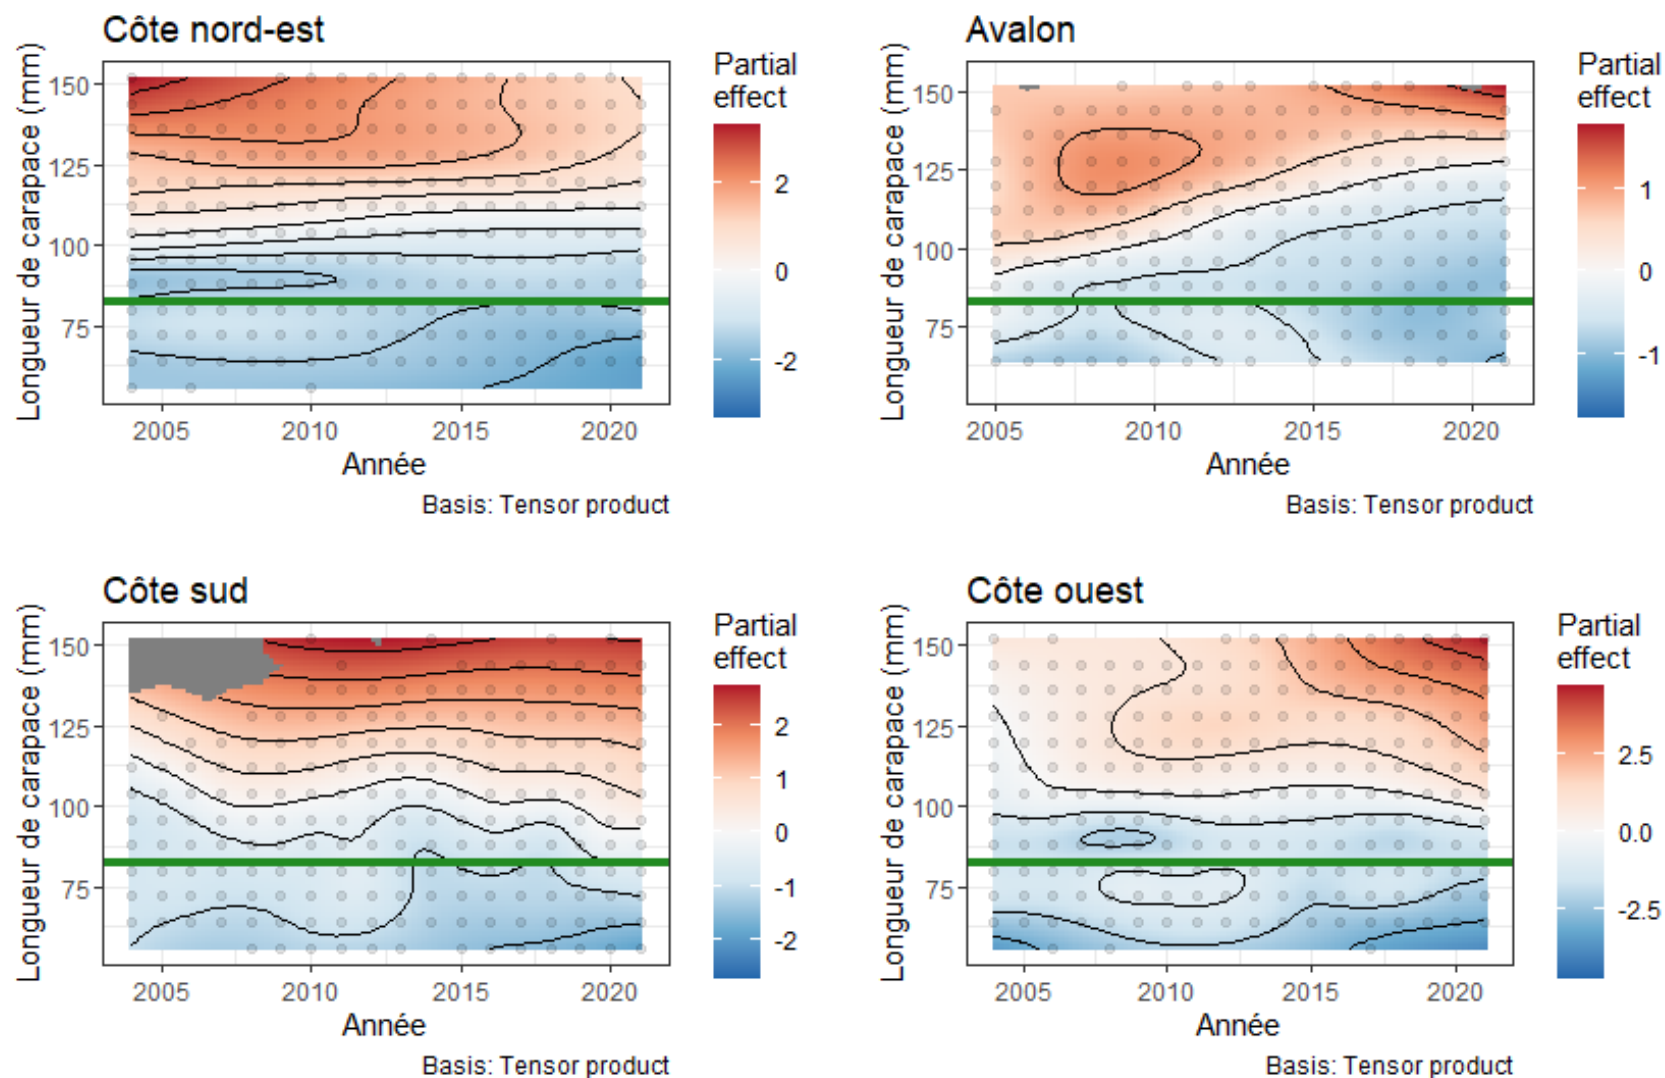 Côte nord-est
Longueur de carapace (mm)
150
125
100
75
2005
2010
2015
2020
Année
Basis: Tensor product
Partial
effect
2
0
-2
Avalon
Longueur de carapace (mm)
150
125
100
75
2005
2010
2015
2020
Année
Basis: Tensor product
Partial
effect
1
0
-1
Côte sud
Longueur de carapace (mm)
150
125
100
75
2005
2010
2015
2020
Année
Basis: Tensor product
Partial
effect
2
1
0
-1
-2
Côte ouest
Longueur de carapace (mm)
150
125
100
75
2005
2010
2015
2020
Année
Basis: Tensor product
Partial
effect
2.5
0.0
-2.5